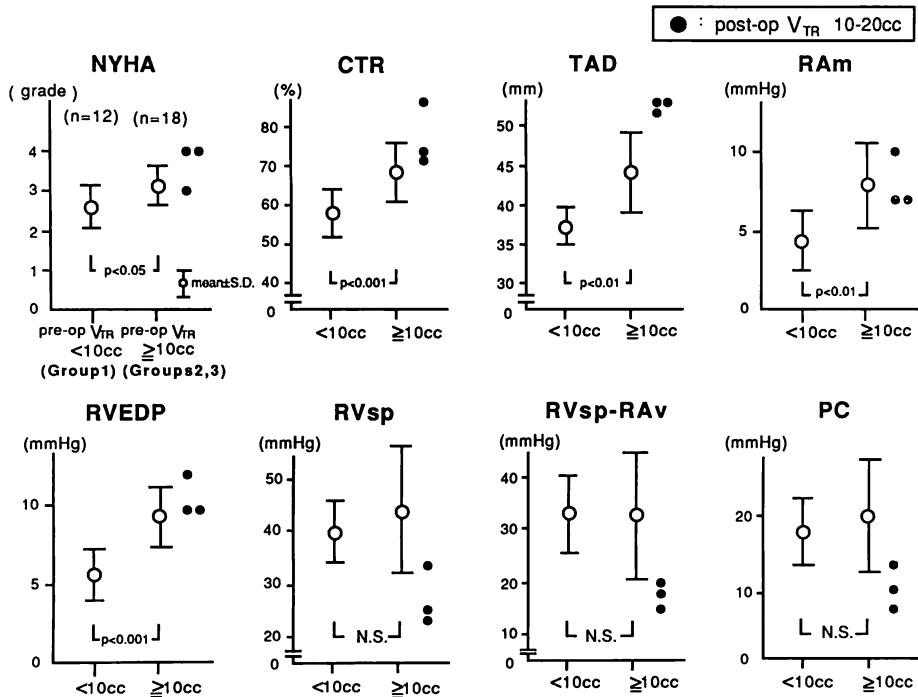 ● : post-op VTR 10-20cc
NYHA
( grade)
(n=12) (n=18)
4
3
2
1
0
p<0.05
mean±S.D.
pre-op VTR <10cc (Group1)
pre-op VTR ≧10cc (Groups2,3)
CTR
(%)
80
70
60
50
40
0
p<0.001
<10cc ≧10cc
TAD
(mm)
50
45
40
35
30
0
p<0.01
<10cc ≧10cc
RAm
(mmHg)
10
5
0
p<0.01
<10cc ≧10cc
RVEDP
(mmHg)
10
5
0
p<0.001
<10cc ≧10cc
RVsp
(mmHg)
50
40
30
20
0
N.S.
<10cc ≧10cc
RVsp-RAv
(mmHg)
40
30
20
10
0
N.S.
<10cc ≧10cc
PC
(mmHg)
20
10
0
N.S.
<10cc ≧10cc